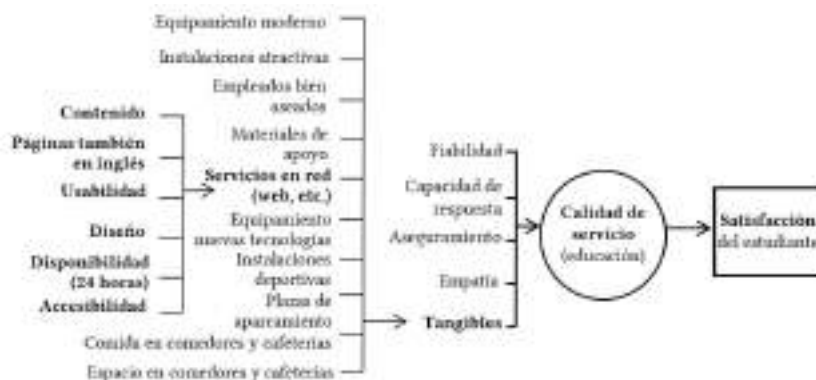 Contenido
Páginas también
en inglés
Usabilidad
Diseño
Disponibilidad
(24 horas)
Accesibilidad
Equipamiento moderno
Instalaciones atractivas
Empleados bien
aseados
Materiales de
apoyo
Servicios en red
(web, etc.)
Equipamiento
nuevas tecnologías
Instalaciones
deportivas
Plazas de
aparcamiento
Comida en comedores y cafeterías
Espacio en comedores y cafeterías
Fiabilidad
Capacidad de
respuesta
Aseguramiento
Empatía
Tangibles
Calidad de
servicio
(educación)
Satisfacción
del estudiante